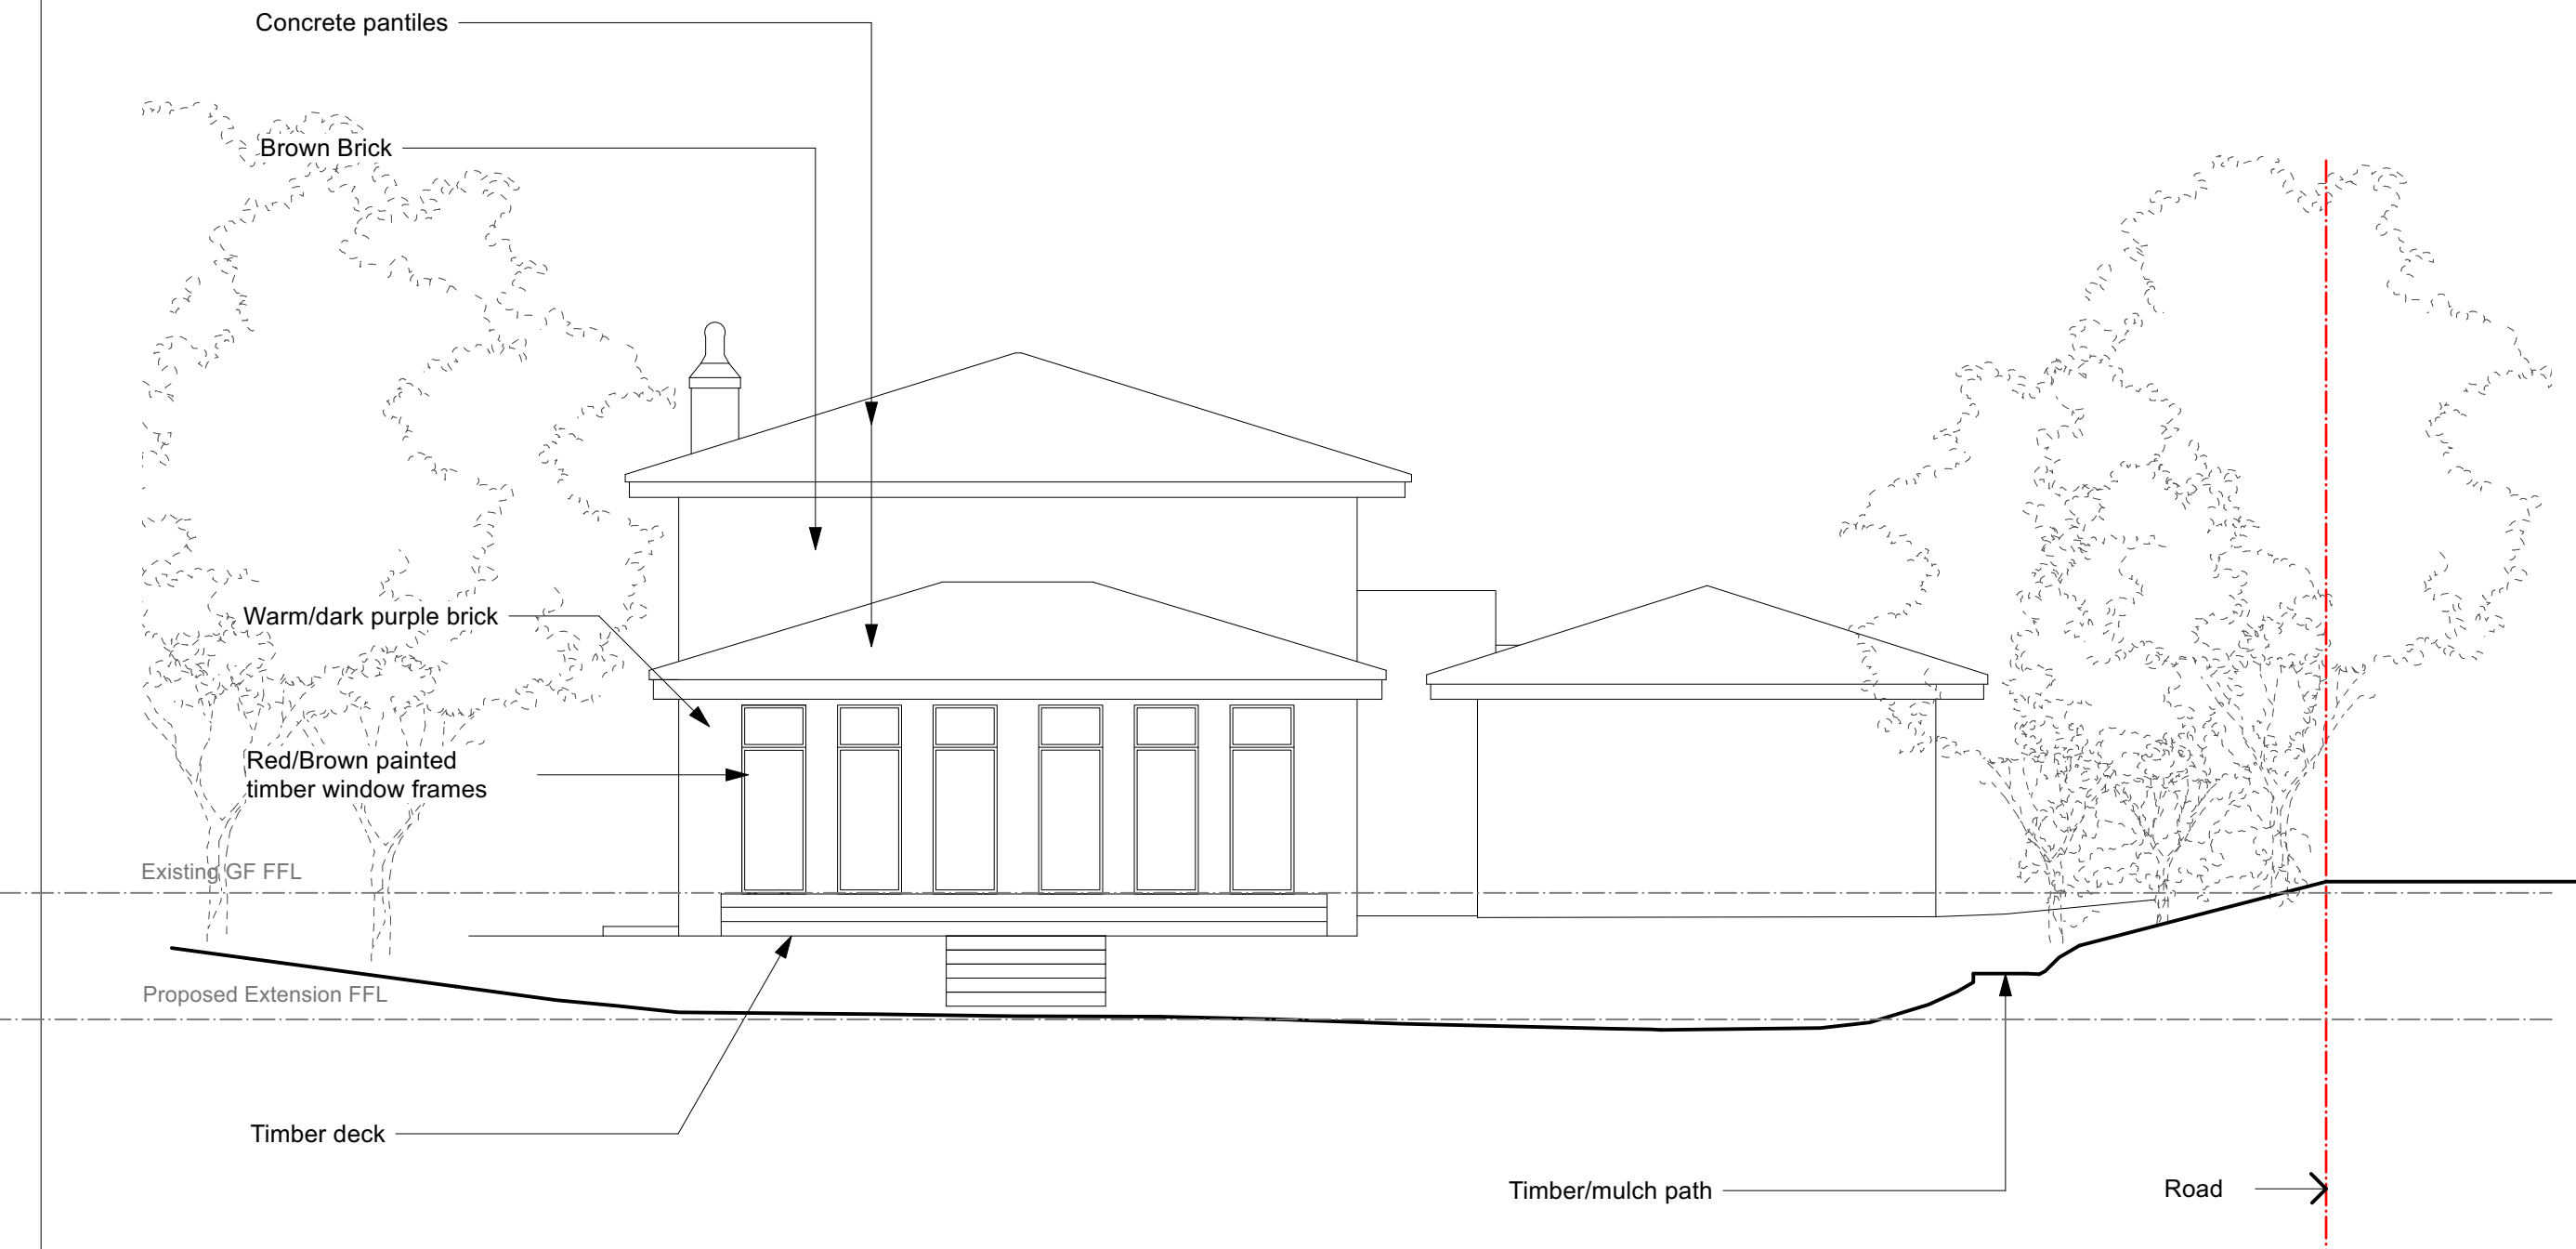 Concrete pantiles
Brown Brick
Warm/dark purple brick
Red/Brown painted
timber window frames
Existing GF FFL
Proposed Extension FFL
Timber deck
Timber/mulch path
Road